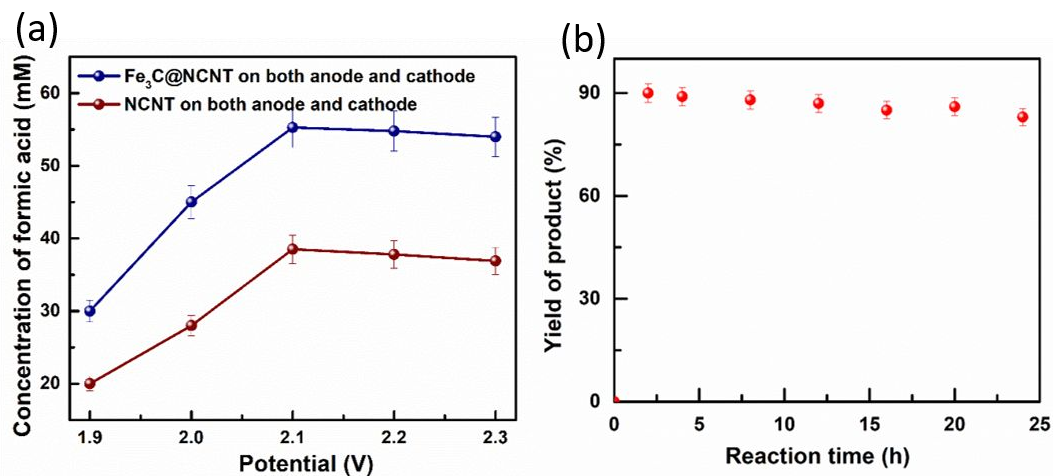 (a)
Concentration of formic acid (mM)
60
50
40
30
20
Fe3C@NCNT on both anode and cathode
NCNT on both anode and cathode
1.9 2.0 2.1 2.2 2.3
Potential (V)
(b)
Yield of product (%)
90
60
30
0
0 5 10 15 20 25
Reaction time (h)